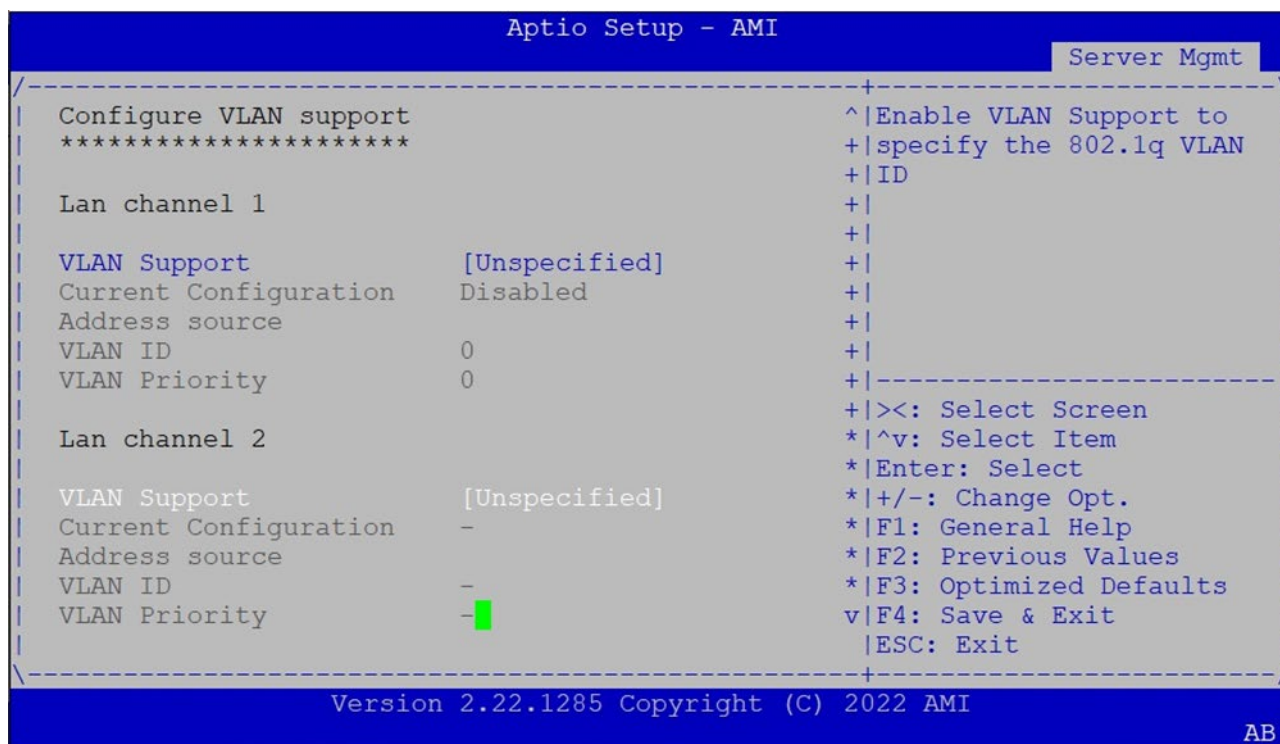 Aptio Setup - AMI
Server Mgmt
/----------------------------------------------------+-------------------------\
| Configure VLAN support ^|Enable VLAN Support to
| ********************** +|specify the 802.1q VLAN
| +|ID
| Lan channel 1 +|
| +|
| VLAN Support [Unspecified] +|
| Current Configuration Disabled +|
| Address source +|
| VLAN ID 0 +|
| VLAN Priority 0 +|-------------------------
| +|><: Select Screen
| Lan channel 2 *|^v: Select Item
| *|Enter: Select
| VLAN Support [Unspecified] *|+/-: Change Opt.
| Current Configuration - *|F1: General Help
| Address source *|F2: Previous Values
| VLAN ID - *|F3: Optimized Defaults
| VLAN Priority - v|F4: Save & Exit
| |ESC: Exit
\----------------------------------------------------+-------------------------/
Version 2.22.1285 Copyright (C) 2022 AMI
AB